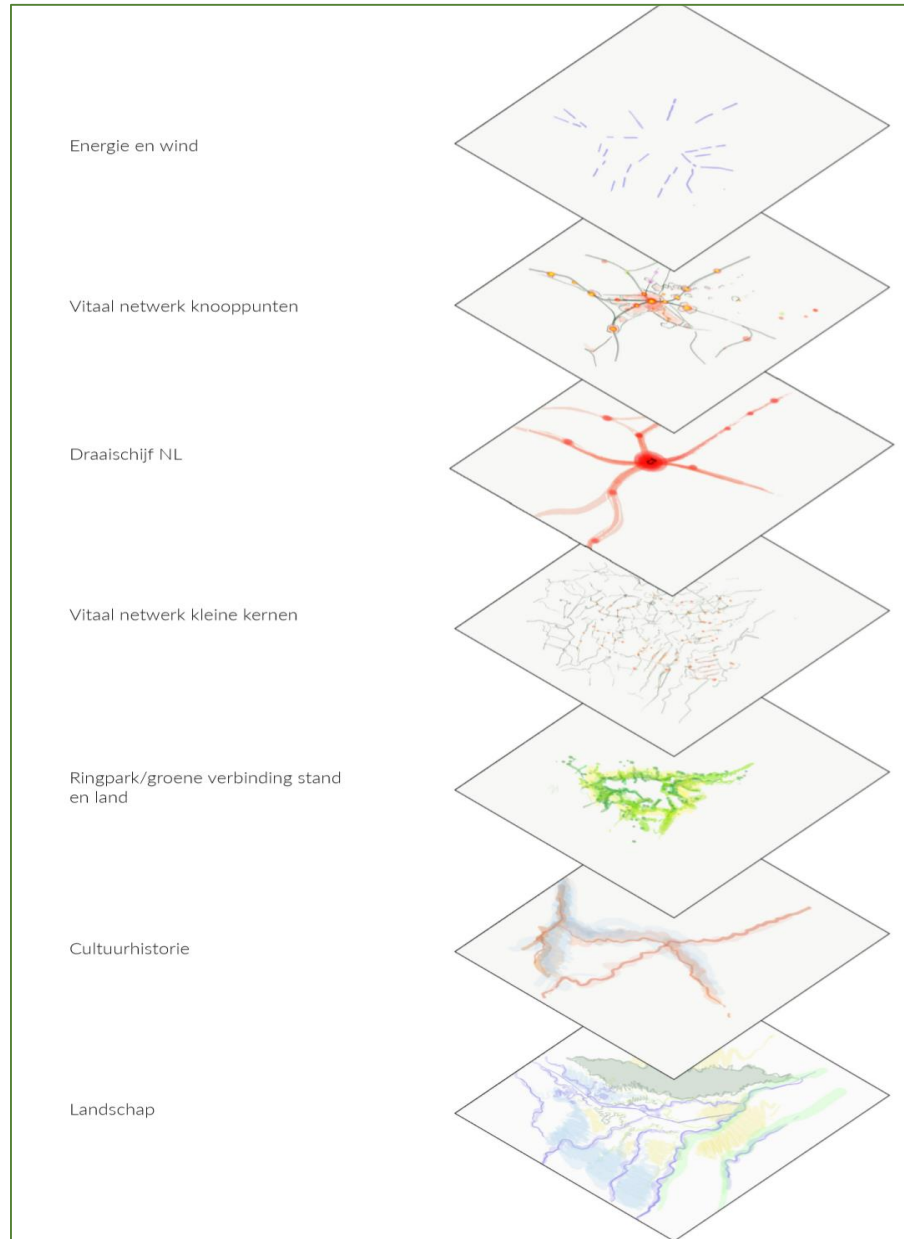 Energie en wind
Vitaal netwerk knooppunten
Draaischijf NL
Vitaal netwerk kleine kernen
Ringpark/groene verbinding stand
en land
Cultuurhistorie
Landschap